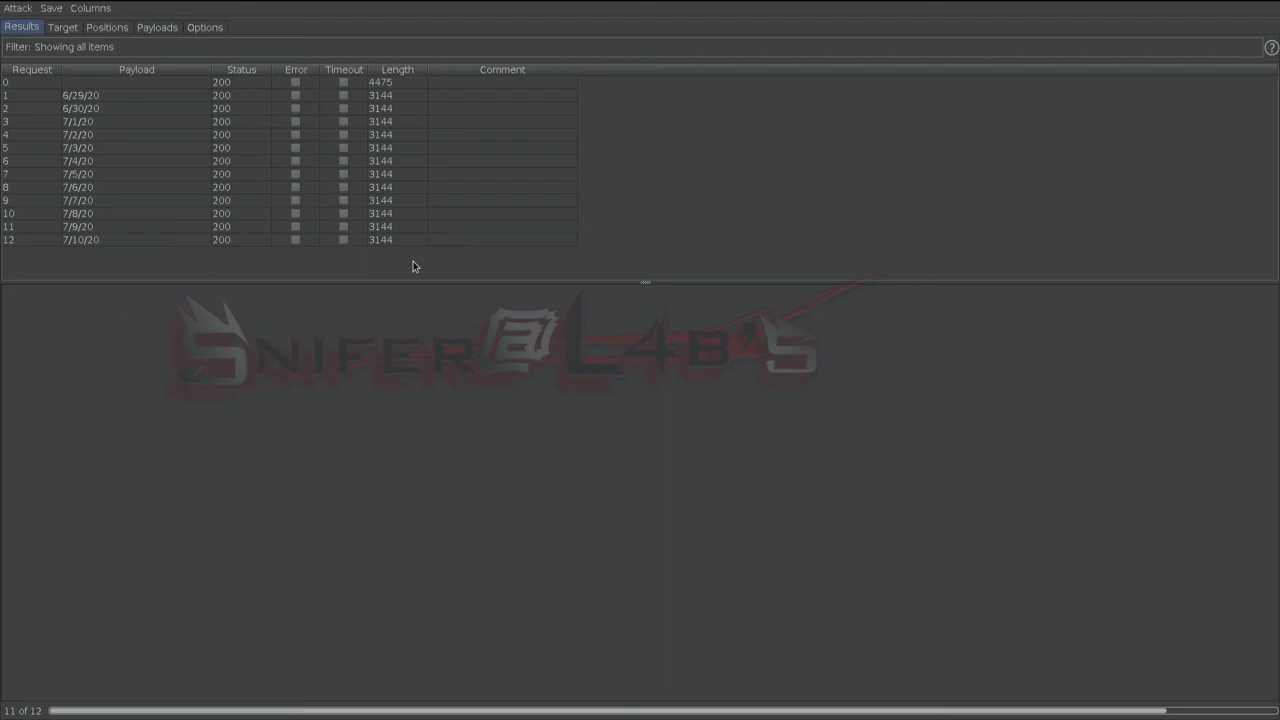 Attack Save Columns
Results Target Positions Payloads Options
Filter: Showing all items
?
Request Payload Status Error Timeout Length Comment
0 200 4475
1 6/29/20 200 3144
2 6/30/20 200 3144
3 7/1/20 200 3144
4 7/2/20 200 3144
5 7/3/20 200 3144
6 7/4/20 200 3144
7 7/5/20 200 3144
8 7/6/20 200 3144
9 7/7/20 200 3144
10 7/8/20 200 3144
11 7/9/20 200 3144
12 7/10/20 200 3144
Snifer@L4b's
11 of 12